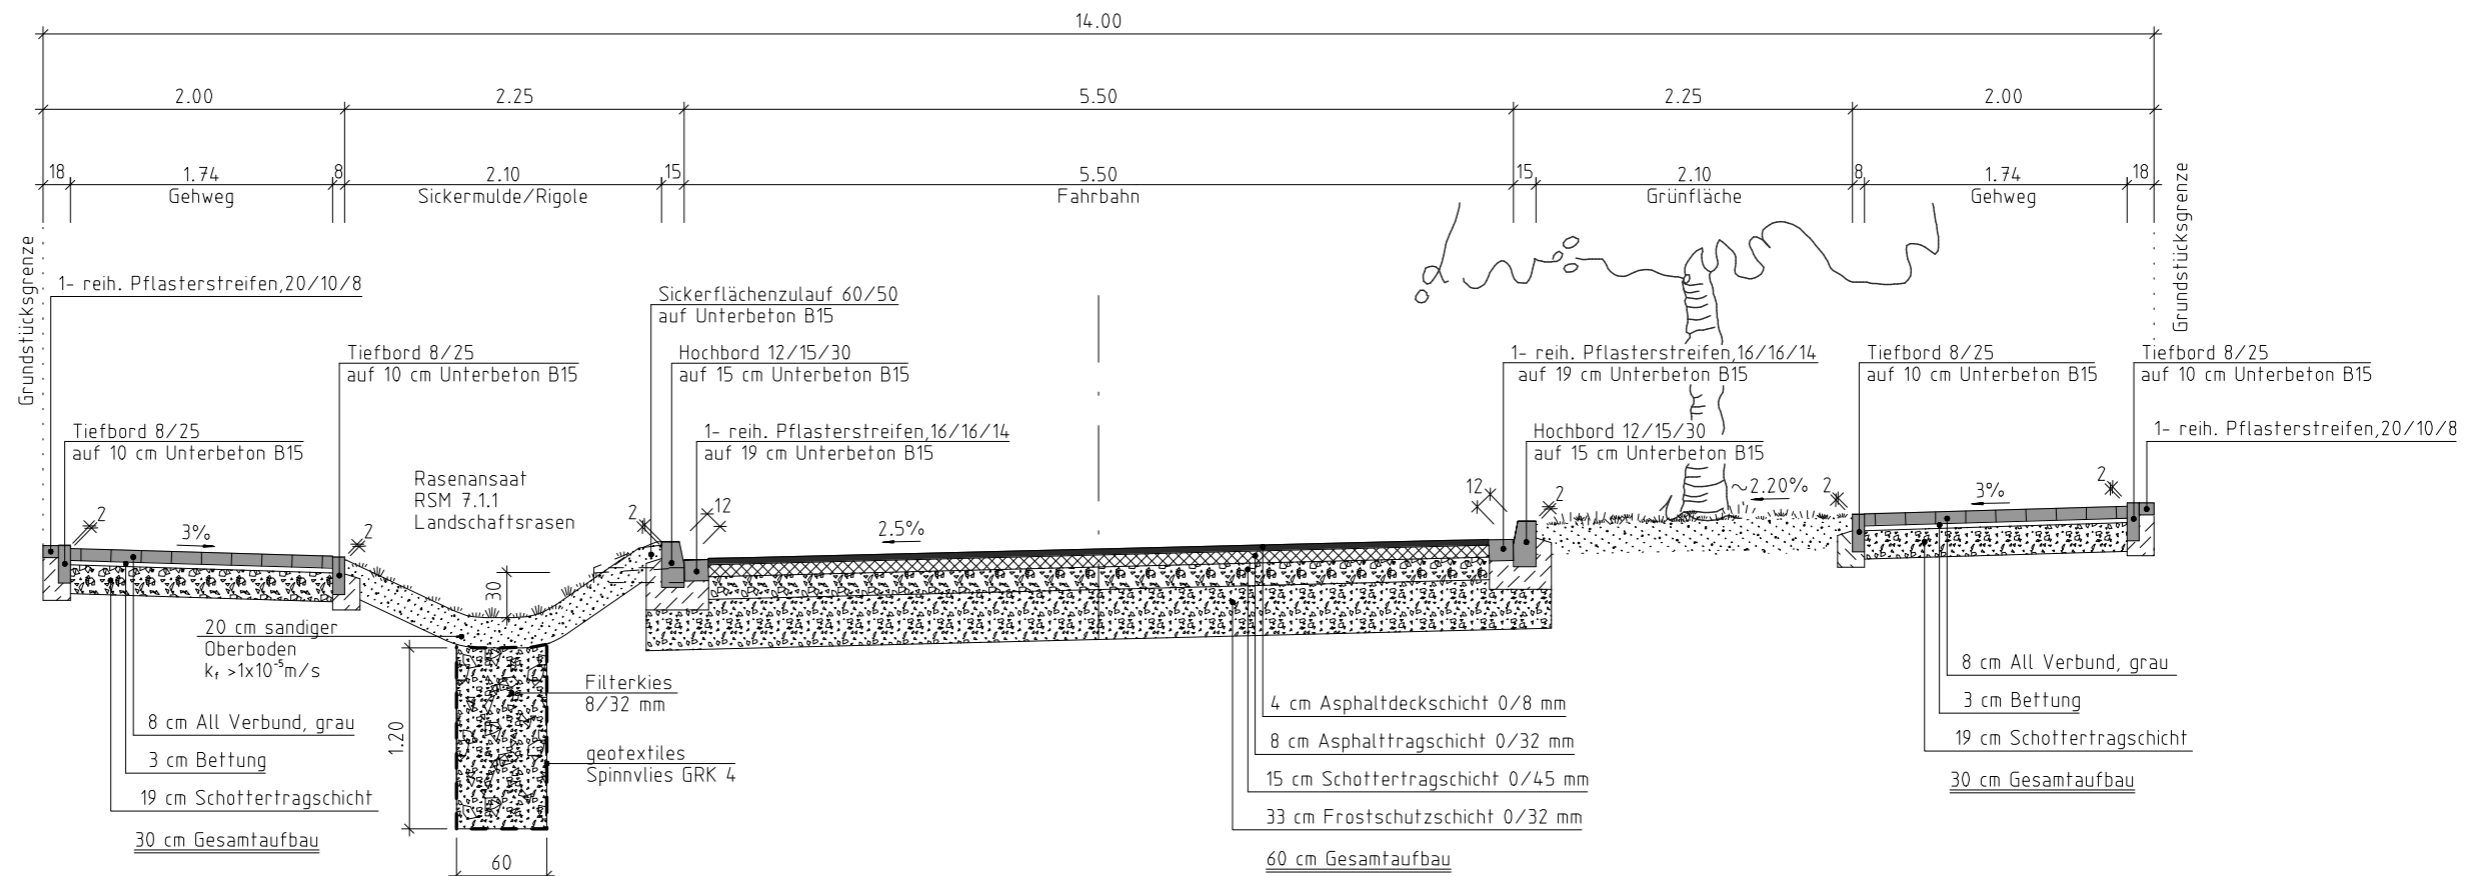 14.00
2.00 2.25 5.50 2.25 2.00
18 1.74 8 2.10 15 5.50 15 2.10 8 1.74 18
Gehweg Sickermulde/Rigole Fahrbahn Grünfläche Gehweg
Grundstücksgrenze
Grundstücksgrenze
1- reih. Pflasterstreifen,20/10/8
Sickerflächenzulauf 60/50
auf Unterbeton B15
Tiefbord 8/25
auf 10 cm Unterbeton B15
Hochbord 12/15/30
auf 15 cm Unterbeton B15
1- reih. Pflasterstreifen,16/16/14
auf 19 cm Unterbeton B15
Tiefbord 8/25
auf 10 cm Unterbeton B15
Tiefbord 8/25
auf 10 cm Unterbeton B15
Tiefbord 8/25
auf 10 cm Unterbeton B15
1- reih. Pflasterstreifen,16/16/14
auf 19 cm Unterbeton B15
Hochbord 12/15/30
auf 15 cm Unterbeton B15
1- reih. Pflasterstreifen,20/10/8
Rasenansaat
RSM 7.1.1
Landschaftsrasen
2 3% 2 2 12 2.5% 12 2 ~2.20% 2 3% 2
30
20 cm sandiger
Oberboden
kf >1x10-5m/s
Filterkies
8/32 mm
geotextiles
Spinnvlies GRK 4
1.20
60
8 cm All Verbund, grau
3 cm Bettung
19 cm Schottertragschicht
30 cm Gesamtaufbau
4 cm Asphaltdeckschicht 0/8 mm
8 cm Asphalttragschicht 0/32 mm
15 cm Schottertragschicht 0/45 mm
33 cm Frostschutzschicht 0/32 mm
60 cm Gesamtaufbau
8 cm All Verbund, grau
3 cm Bettung
19 cm Schottertragschicht
30 cm Gesamtaufbau